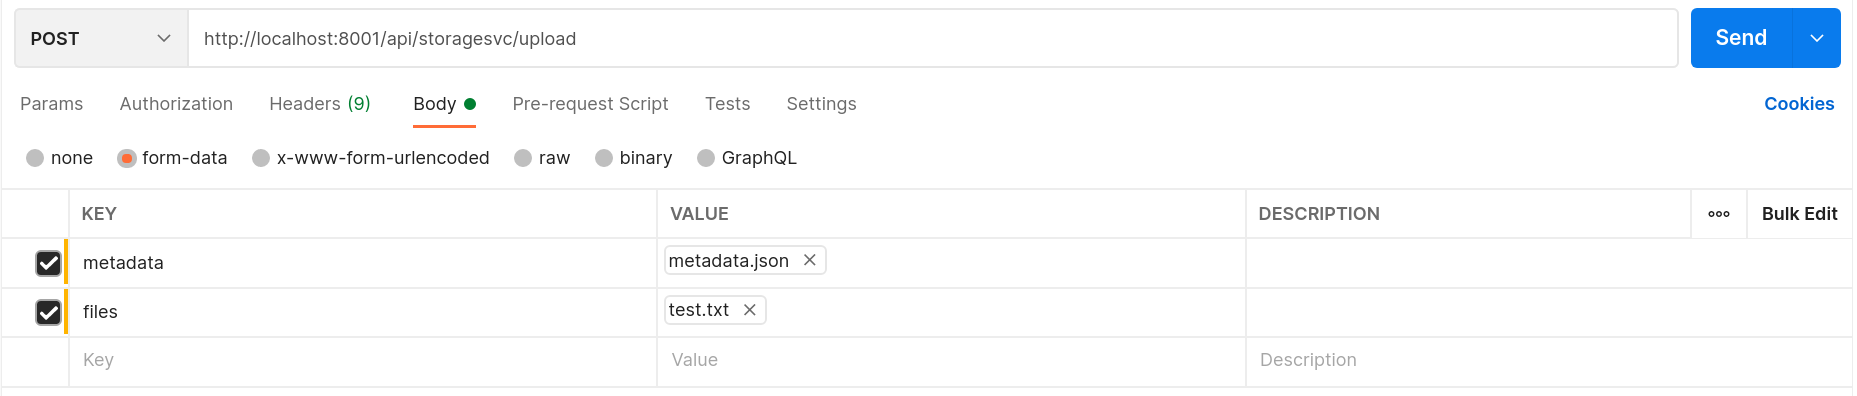 POST http://localhost:8001/api/storagesvc/upload Send
Params Authorization Headers (9) Body Pre-request Script Tests Settings Cookies
none form-data x-www-form-urlencoded raw binary GraphQL
KEY VALUE DESCRIPTION Bulk Edit
metadata metadata.json
files test.txt
Key Value Description